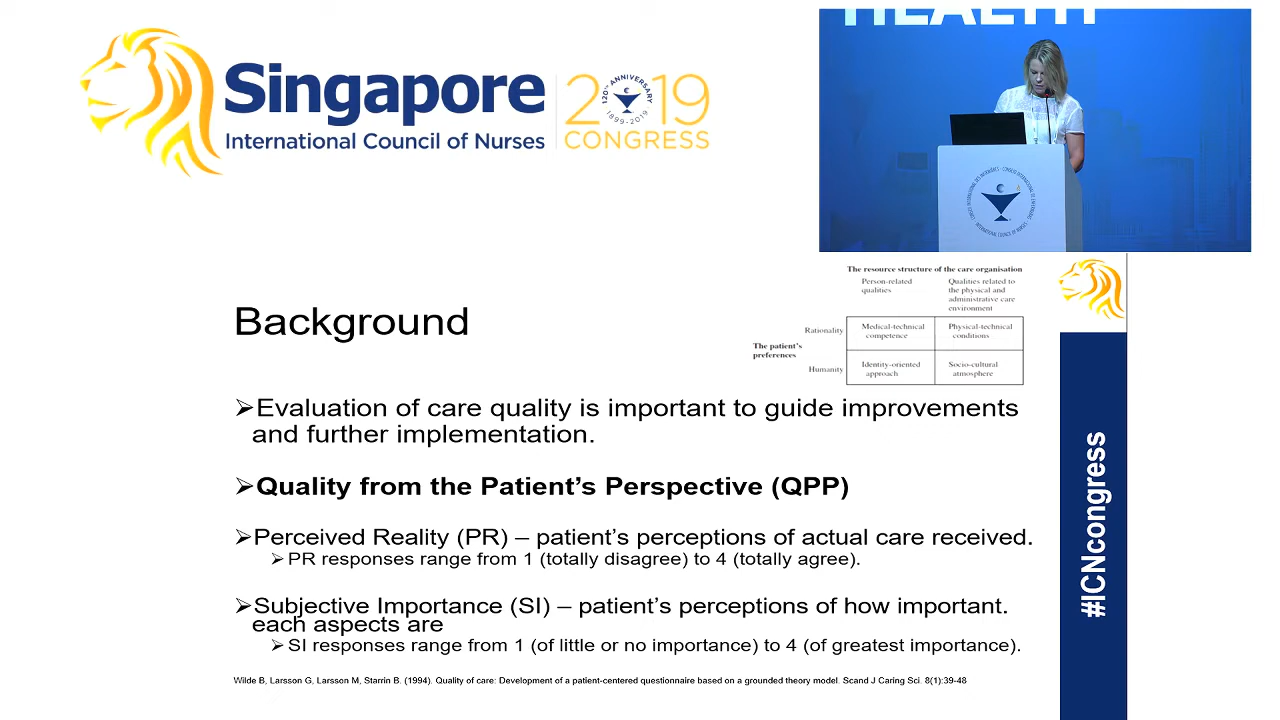 HEALTH
Singapore
International Council of Nurses
2019
CONGRESS
120TH ANNIVERSARY
1899-2019
The resource structure of the care organisation
Person-related
qualities
Qualities related to
the physical and
administrative care
environment
Rationality
Medical-technical
competence
Physical-technical
conditions
The patient's
preferences
Humanity
Identity-oriented
approach
Socio-cultural
atmosphere
Background
➢Evaluation of care quality is important to guide improvements
and further implementation.
➢Quality from the Patient's Perspective (QPP)
➢Perceived Reality (PR) – patient's perceptions of actual care received.
➢PR responses range from 1 (totally disagree) to 4 (totally agree).
➢Subjective Importance (SI) – patient's perceptions of how important.
each aspects are
➢SI responses range from 1 (of little or no importance) to 4 (of greatest importance).
Wilde B, Larsson G, Larsson M, Starrin B. (1994). Quality of care: Development of a patient-centered questionnaire based on a grounded theory model. Scand J Caring Sci. 8(1):39-48
#ICNcongress